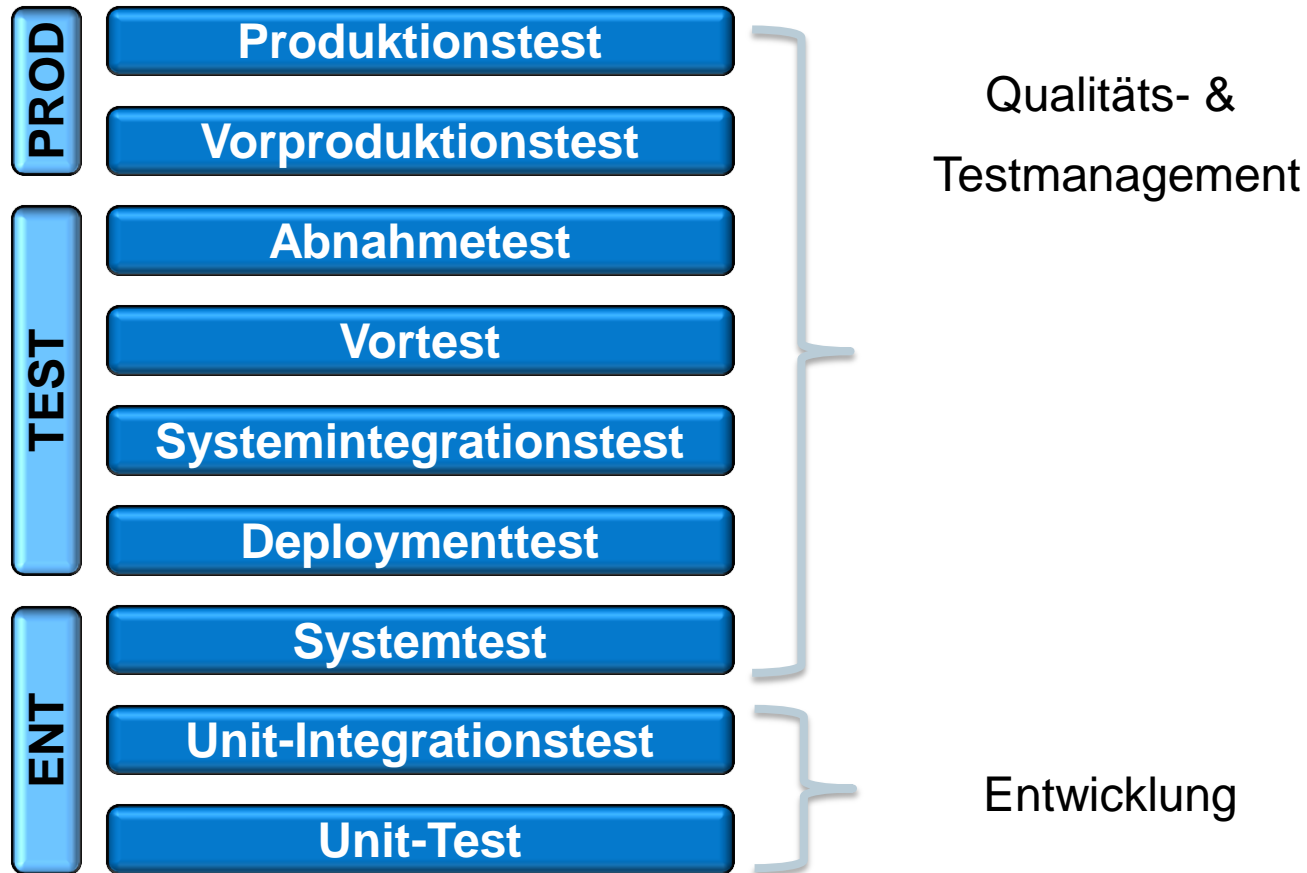 PROD
Produktionstest
Vorproduktionstest
TEST
Abnahmetest
Vortest
Systemintegrationstest
Deploymenttest
ENT
Systemtest
Unit-Integrationstest
Unit-Test
Qualitäts- &
Testmanagement
Entwicklung